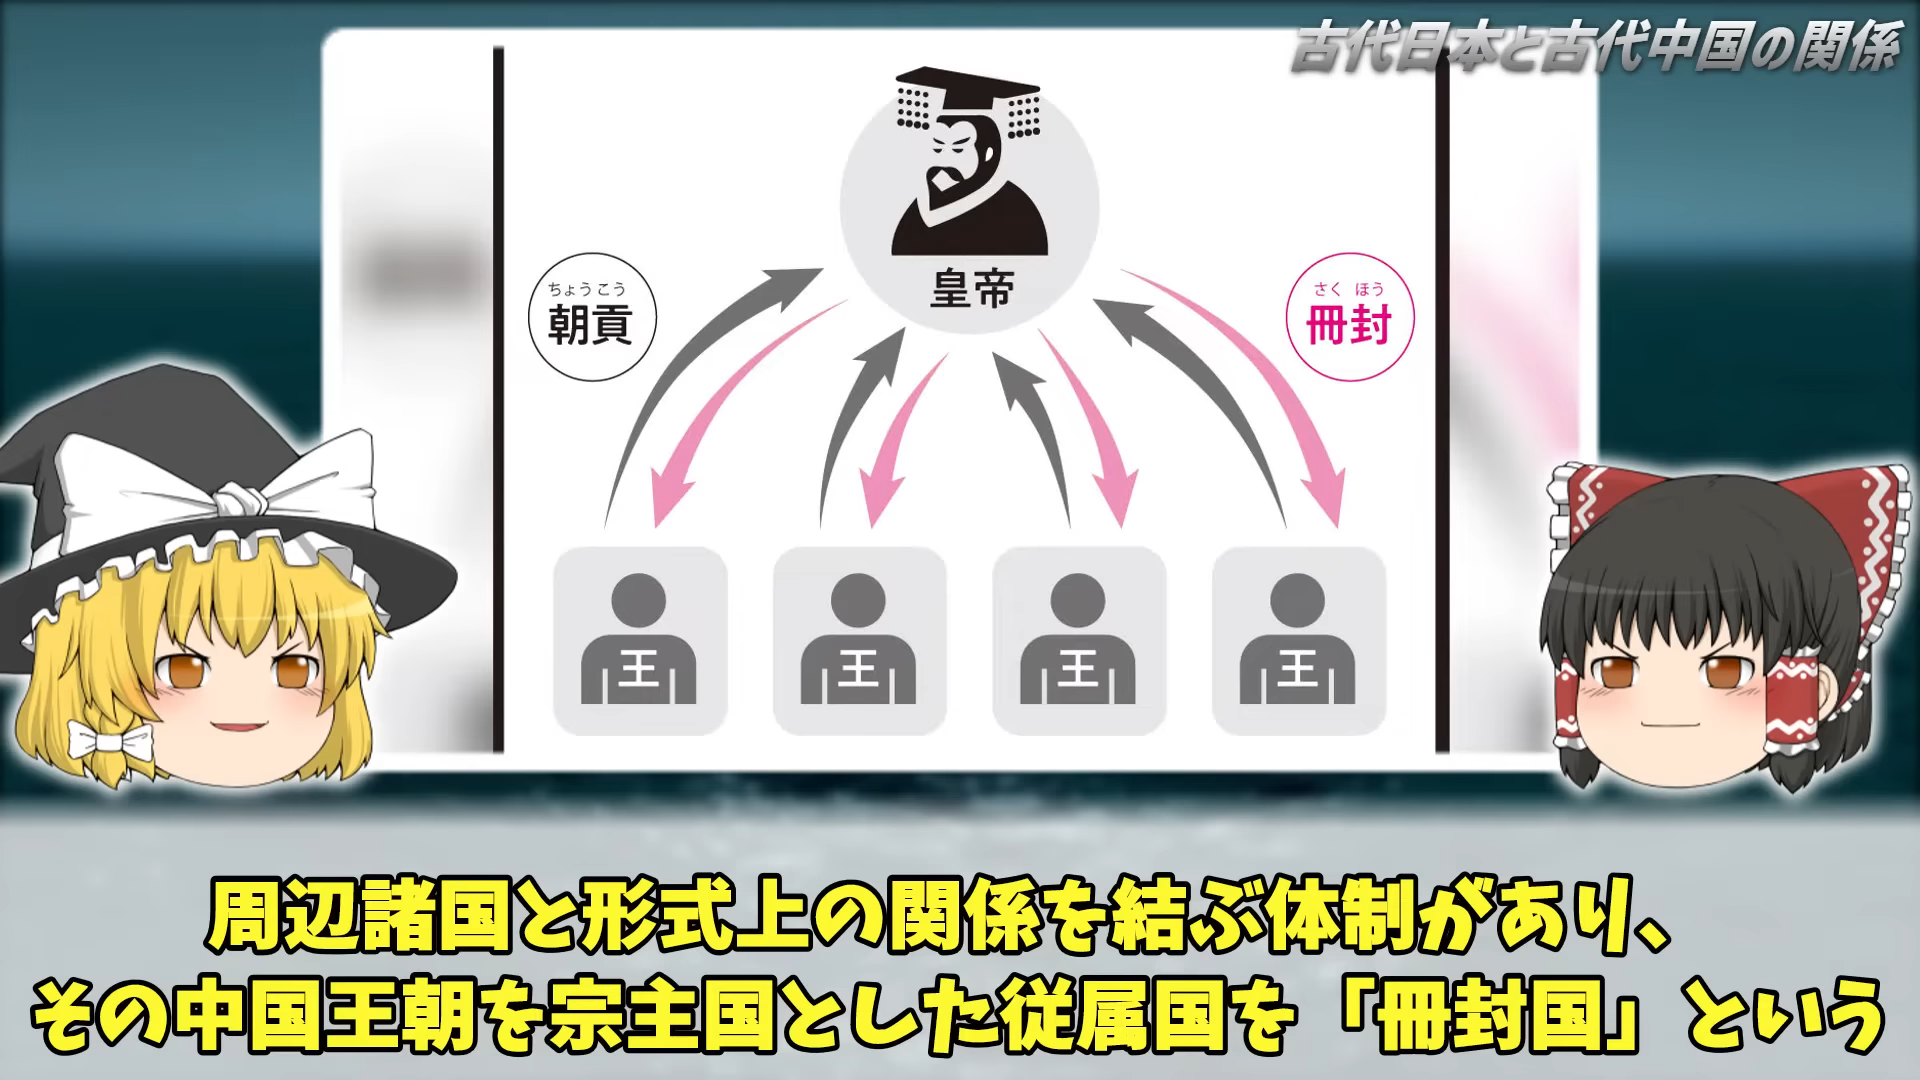 古代日本と古代中国の関係
皇帝
ちょうこう
朝貢
さくほう
冊封
王
王
王
王
周辺諸国と形式上の関係を結ぶ体制があり、
その中国王朝を宗主国とした従属国を「冊封国」という